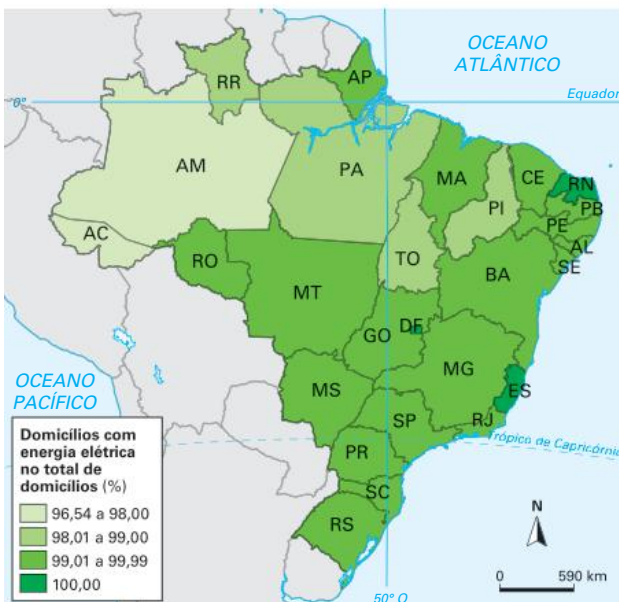 OCEANO
ATLÂNTICO
RR
AP
0°
Equador
AM
PA
MA
CE
RN
PB
PI
PE
AL
SE
AC
TO
RO
BA
MT
DF
GO
MG
ES
MS
SP
RJ
Trópico de Capricórnio
PR
SC
RS
OCEANO
PACÍFICO
Domicílios com
energia elétrica
no total de
domicílios (%)
96,54 a 98,00
98,01 a 99,00
99,01 a 99,99
100,00
N
0 590 km
50° O